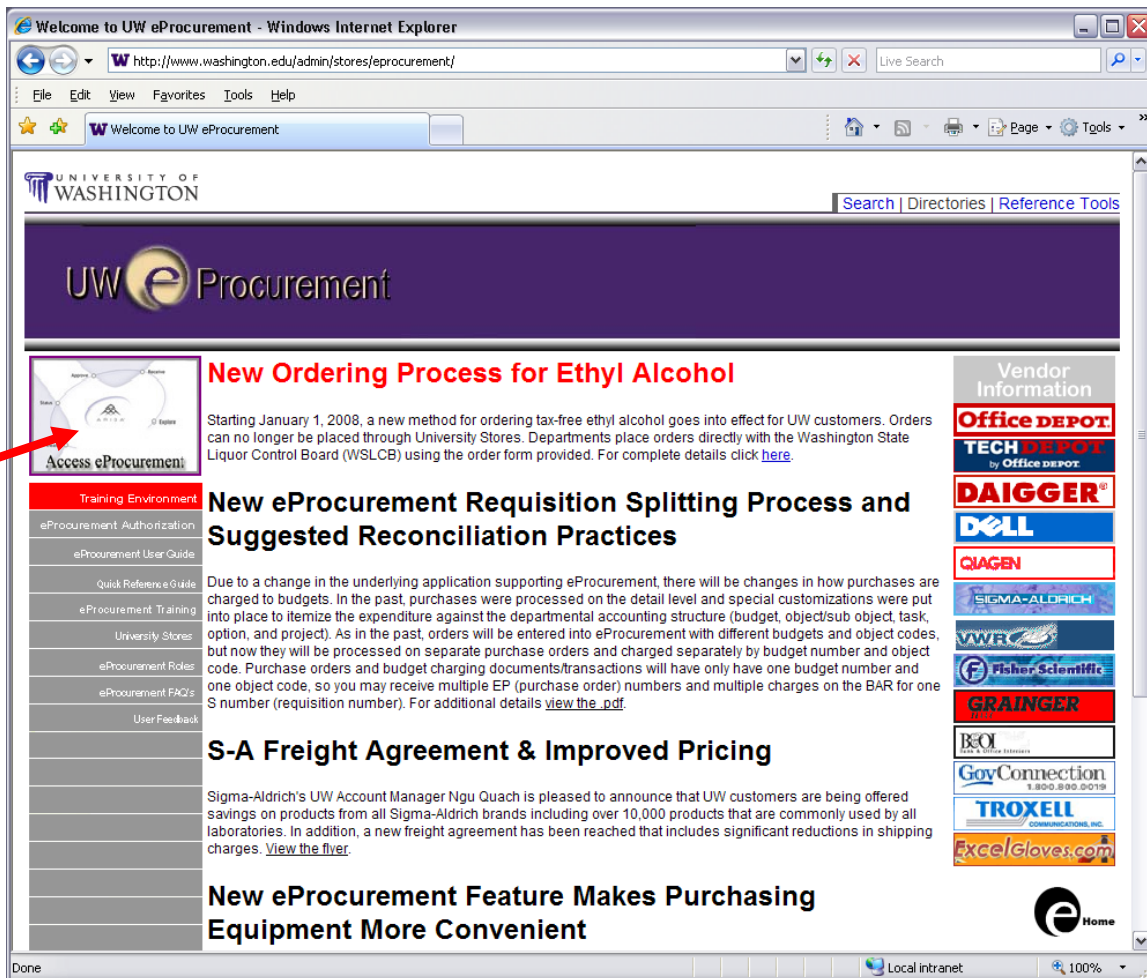 Welcome to UW eProcurement - Windows Internet Explorer
http://www.washington.edu/admin/stores/eprocurement/
Live Search
File Edit View Favorites Tools Help
Welcome to UW eProcurement
Page Tools
UNIVERSITY OF
WASHINGTON
Search | Directories | Reference Tools
UW e Procurement
Approve
Receive
Status
ARIBA
Explore
Access eProcurement
Training Environment
eProcurement Authorization
eProcurement User Guide
Quick Reference Guide
eProcurement Training
University Stores
eProcurement Roles
eProcurement FAQ's
User Feedback
New Ordering Process for Ethyl Alcohol
Starting January 1, 2008, a new method for ordering tax-free ethyl alcohol goes into effect for UW customers. Orders
can no longer be placed through University Stores. Departments place orders directly with the Washington State
Liquor Control Board (WSLCB) using the order form provided. For complete details click here.
New eProcurement Requisition Splitting Process and
Suggested Reconciliation Practices
Due to a change in the underlying application supporting eProcurement, there will be changes in how purchases are
charged to budgets. In the past, purchases were processed on the detail level and special customizations were put
into place to itemize the expenditure against the departmental accounting structure (budget, object/sub object, task,
option, and project). As in the past, orders will be entered into eProcurement with different budgets and object codes,
but now they will be processed on separate purchase orders and charged separately by budget number and object
code. Purchase orders and budget charging documents/transactions will have only have one budget number and
one object code, so you may receive multiple EP (purchase order) numbers and multiple charges on the BAR for one
S number (requisition number). For additional details view the .pdf.
S-A Freight Agreement & Improved Pricing
Sigma-Aldrich's UW Account Manager Ngu Quach is pleased to announce that UW customers are being offered
savings on products from all Sigma-Aldrich brands including over 10,000 products that are commonly used by all
laboratories. In addition, a new freight agreement has been reached that includes significant reductions in shipping
charges. View the flyer.
New eProcurement Feature Makes Purchasing
Equipment More Convenient
Vendor
Information
Office DEPOT.
TECH DEPOT
by Office DEPOT.
DAIGGER®
DELL
QIAGEN
SIGMA-ALDRICH
VWR
Fisher Scientific
GRAINGER
BEOI
GovConnection
1.800.800.0019
TROXELL
COMMUNICATIONS, INC.
ExcelGloves.com
e Home
Done
Local intranet
100%